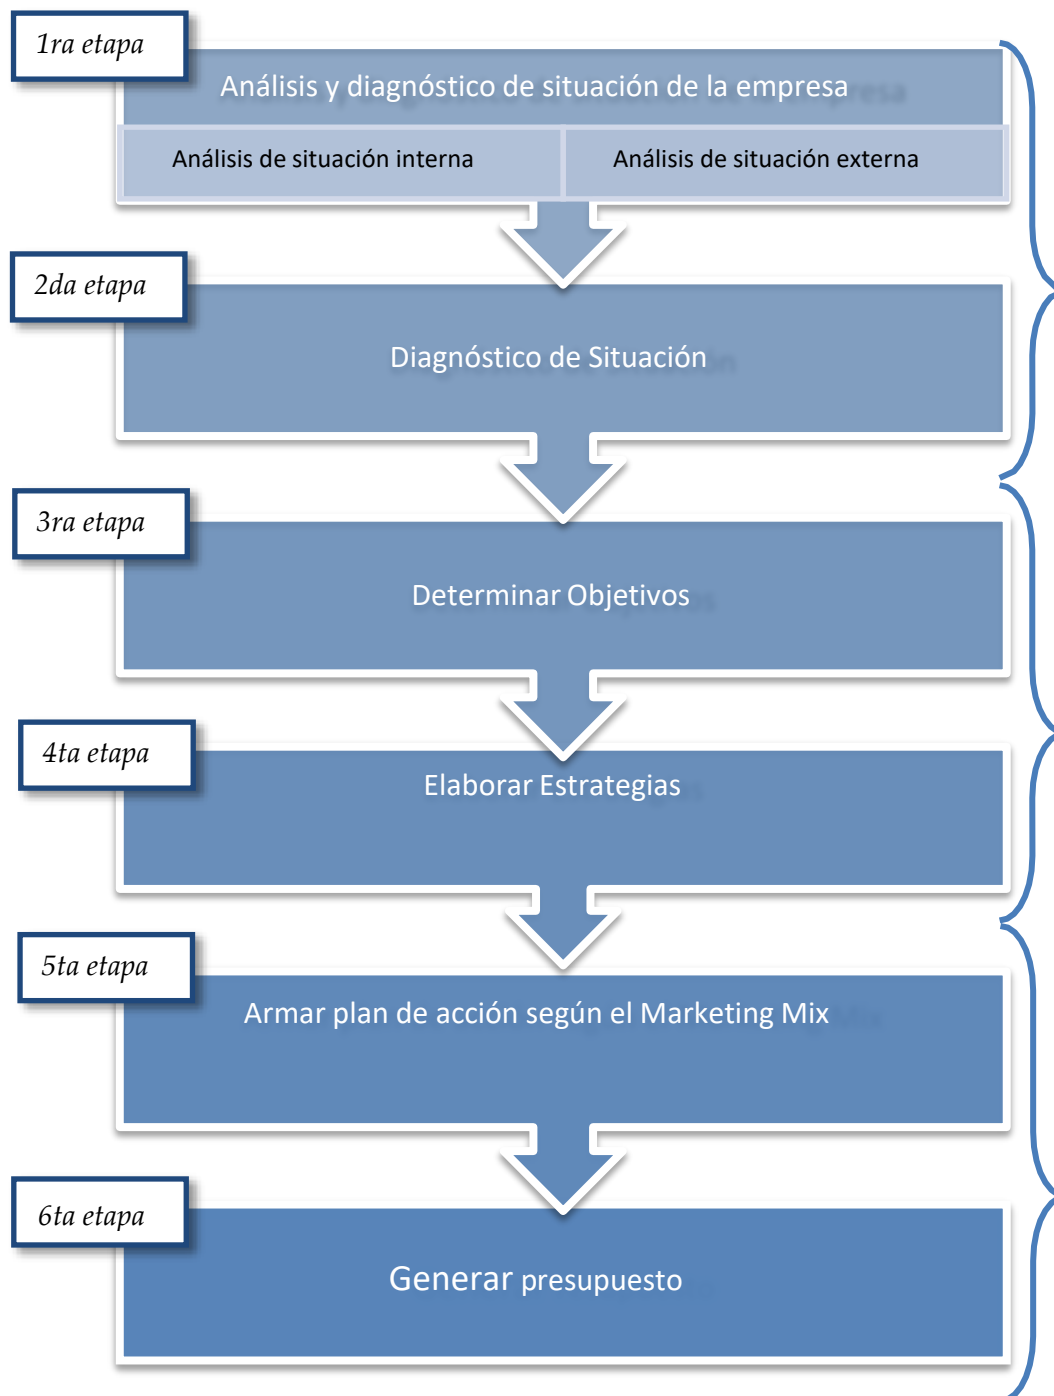 1ra etapa
Análisis y diagnóstico de situación de la empresa
Análisis de situación interna
Análisis de situación externa
2da etapa
Diagnóstico de Situación
3ra etapa
Determinar Objetivos
4ta etapa
Elaborar Estrategias
5ta etapa
Armar plan de acción según el Marketing Mix
6ta etapa
Generar presupuesto